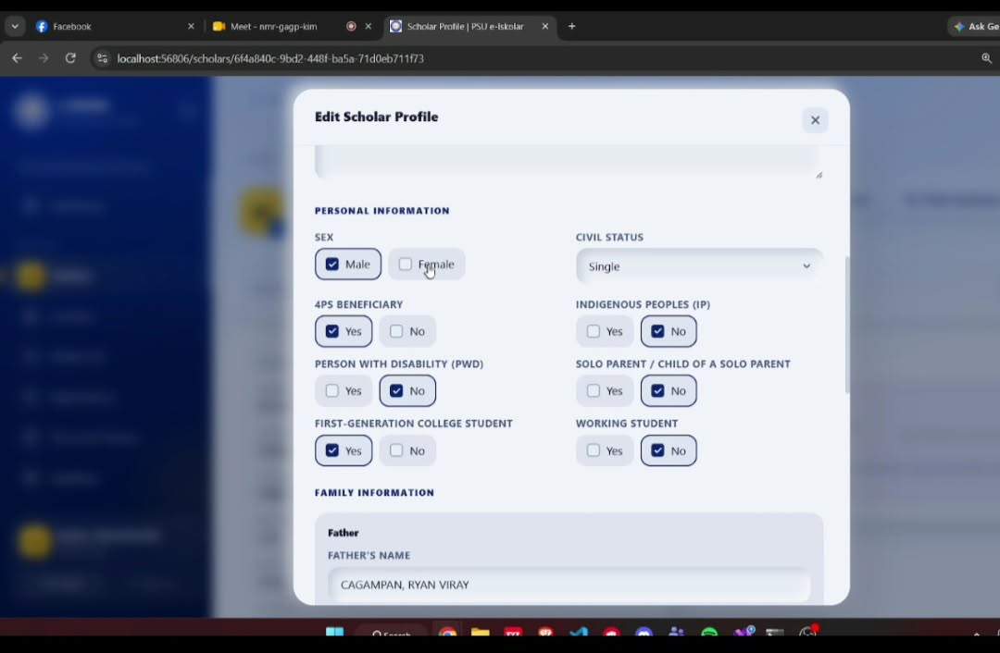 Facebook
Meet - nmr-gagp-kim
Scholar Profile | PSU e-Iskolar
Ask Ge
localhost:56806/scholars/6f4a840c-9bd2-448f-ba5a-71d0eb711f73
Edit Scholar Profile
PERSONAL INFORMATION
SEX
CIVIL STATUS
Male
Female
Single
4PS BENEFICIARY
INDIGENOUS PEOPLES (IP)
Yes
No
Yes
No
PERSON WITH DISABILITY (PWD)
SOLO PARENT / CHILD OF A SOLO PARENT
Yes
No
Yes
No
FIRST-GENERATION COLLEGE STUDENT
WORKING STUDENT
Yes
No
Yes
No
FAMILY INFORMATION
Father
FATHER'S NAME
CAGAMPAN, RYAN VIRAY
Search